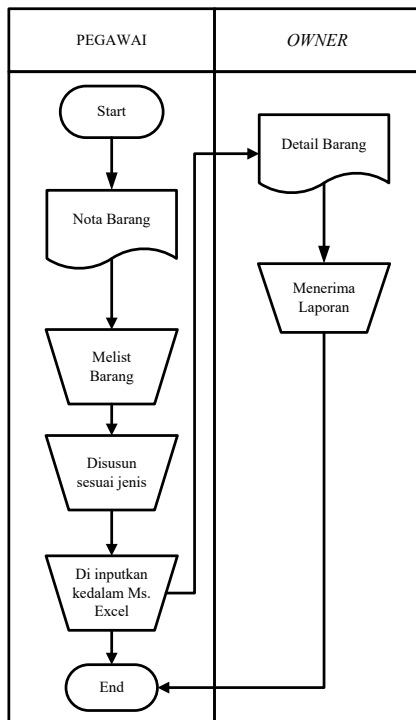 PEGAWAI
OWNER
Start
Nota Barang
Melist
Barang
Disusun
sesuai jenis
Di inputkan
kedalam Ms.
Excel
End
Detail Barang
Menerima
Laporan